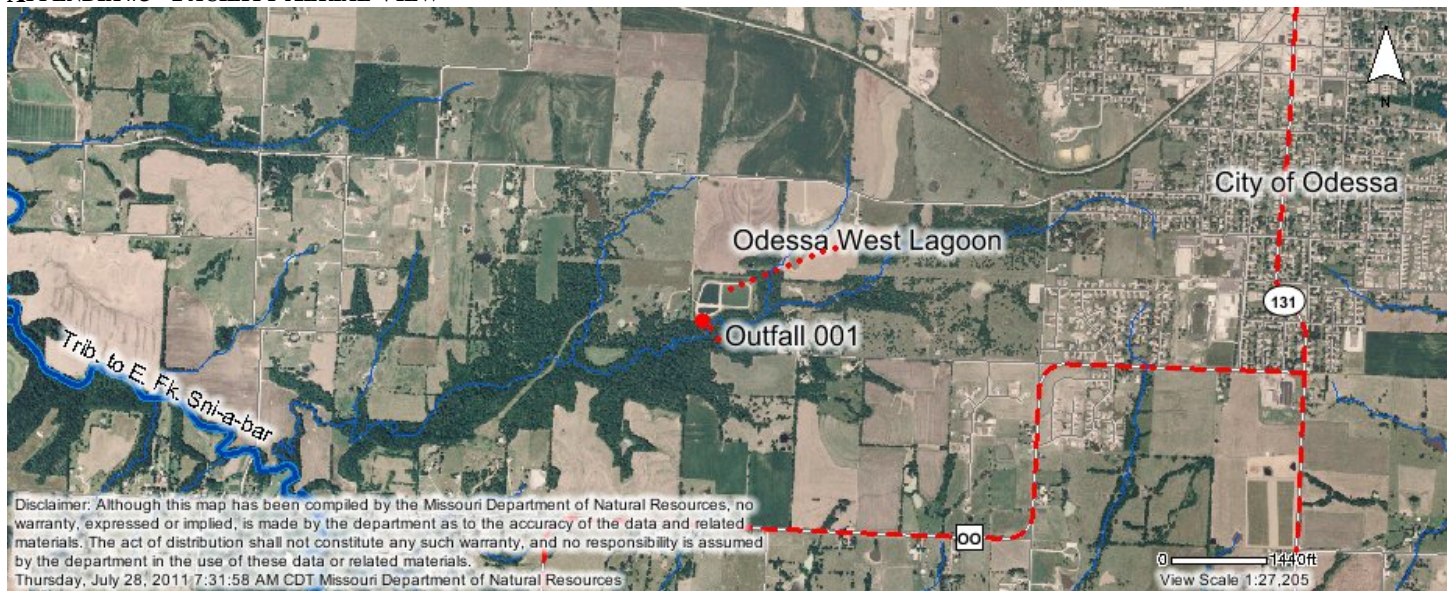 N
City of Odessa
Odessa West Lagoon
131
Outfall 001
Trib. to E. Fk. Sni-a-bar
OO
Disclaimer: Although this map has been compiled by the Missouri Department of Natural Resources, no
warranty, expressed or implied, is made by the department as to the accuracy of the data and related
materials. The act of distribution shall not constitute any such warranty, and no responsibility is assumed
by the department in the use of these data or related materials.
Thursday, July 28, 2011 7:31:58 AM CDT Missouri Department of Natural Resources
0 1440ft
View Scale 1:27,205